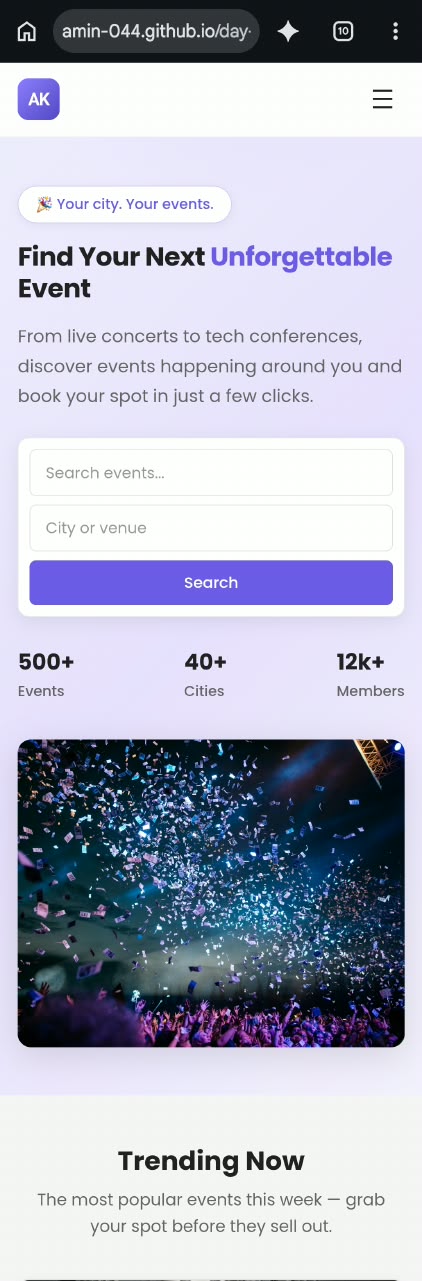 amin-044.github.io/day
10
AK
🎉 Your city. Your events.
Find Your Next Unforgettable
Event
From live concerts to tech conferences,
discover events happening around you and
book your spot in just a few clicks.
Search events...
City or venue
Search
500+ 40+ 12k+
Events Cities Members
Trending Now
The most popular events this week — grab
your spot before they sell out.